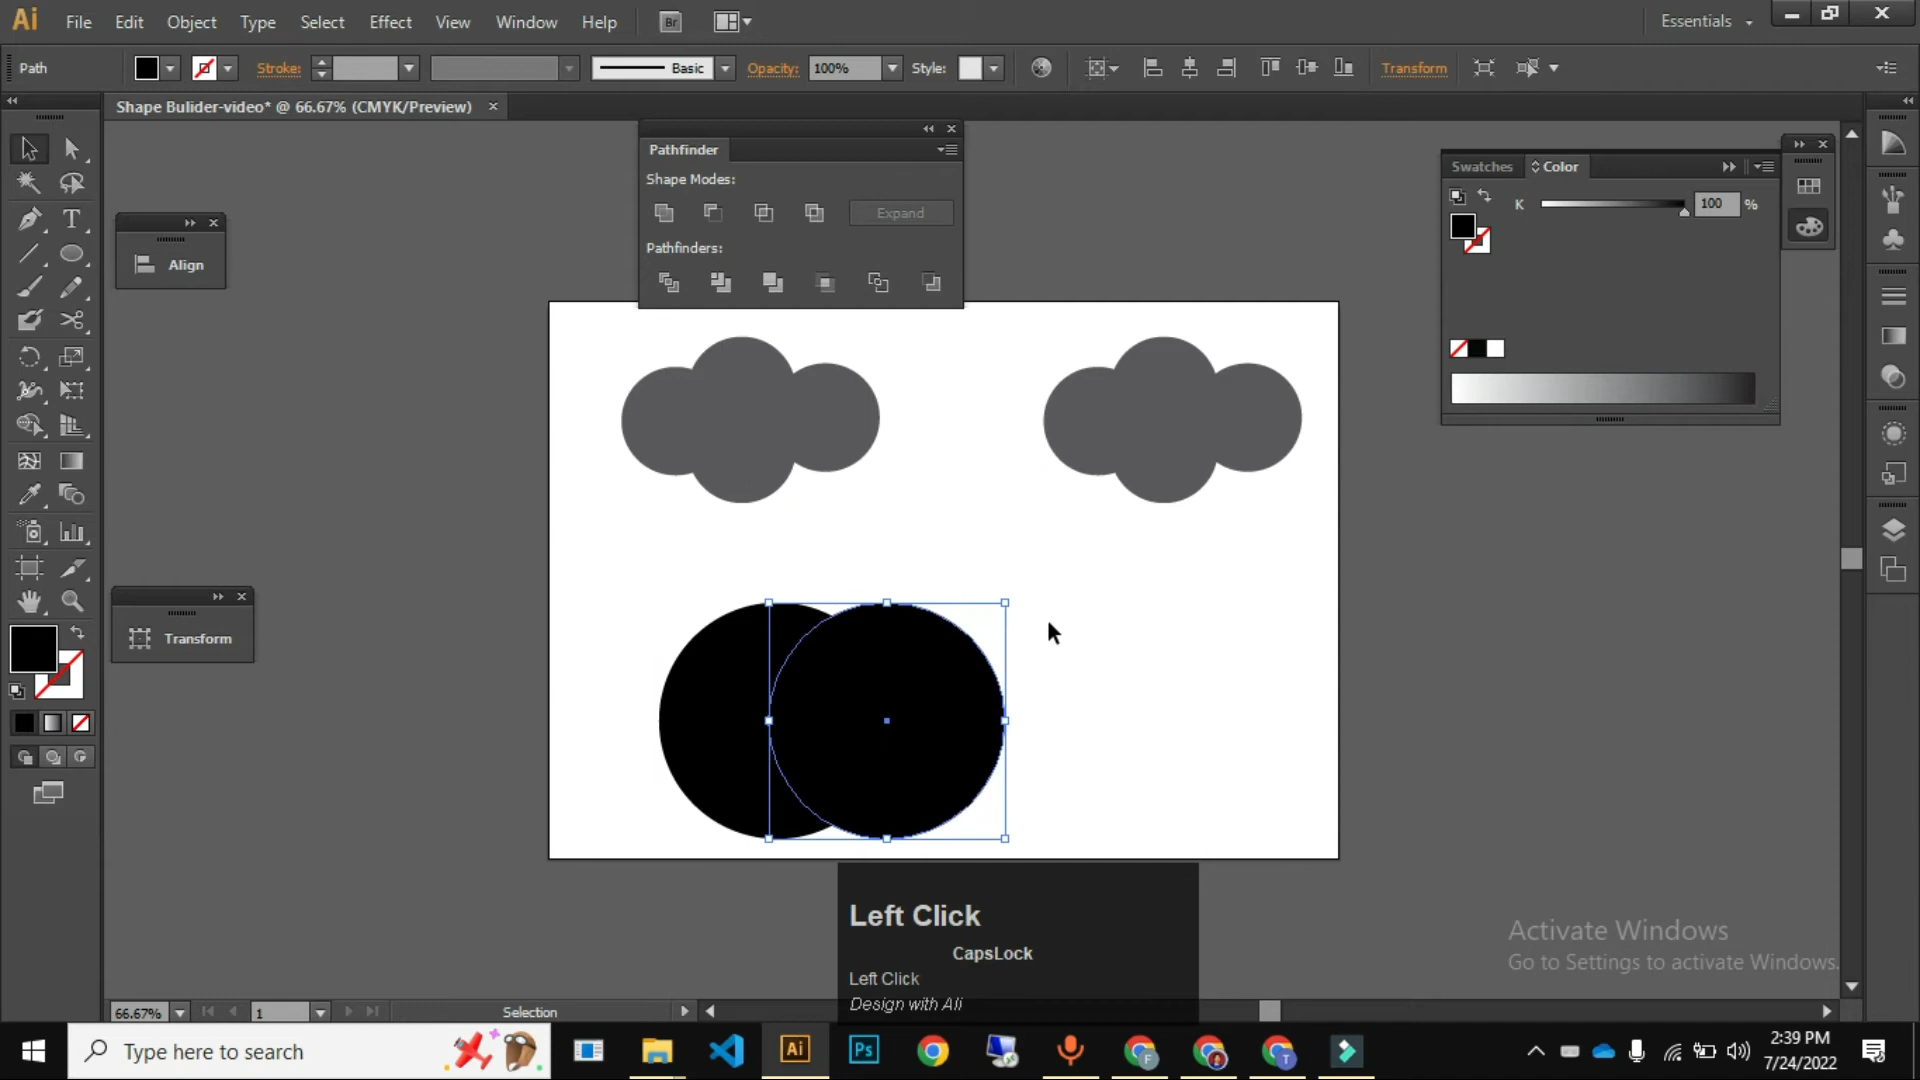 Ai File Edit Object Type Select Effect View Window Help Br Essentials
Path Stroke: Basic Opacity: 100% Style: Transform
Shape Bulider-video* @ 66.67% (CMYK/Preview)
Pathfinder
Shape Modes:
Expand
Pathfinders:
Swatches Color
K 100 %
Align
Transform
Left Click
CapsLock
Left Click
Design with Ali
Activate Windows
Go to Settings to activate Windows.
66.67% 1 Selection
Type here to search
Ai Ps F T
2:39 PM
7/24/2022